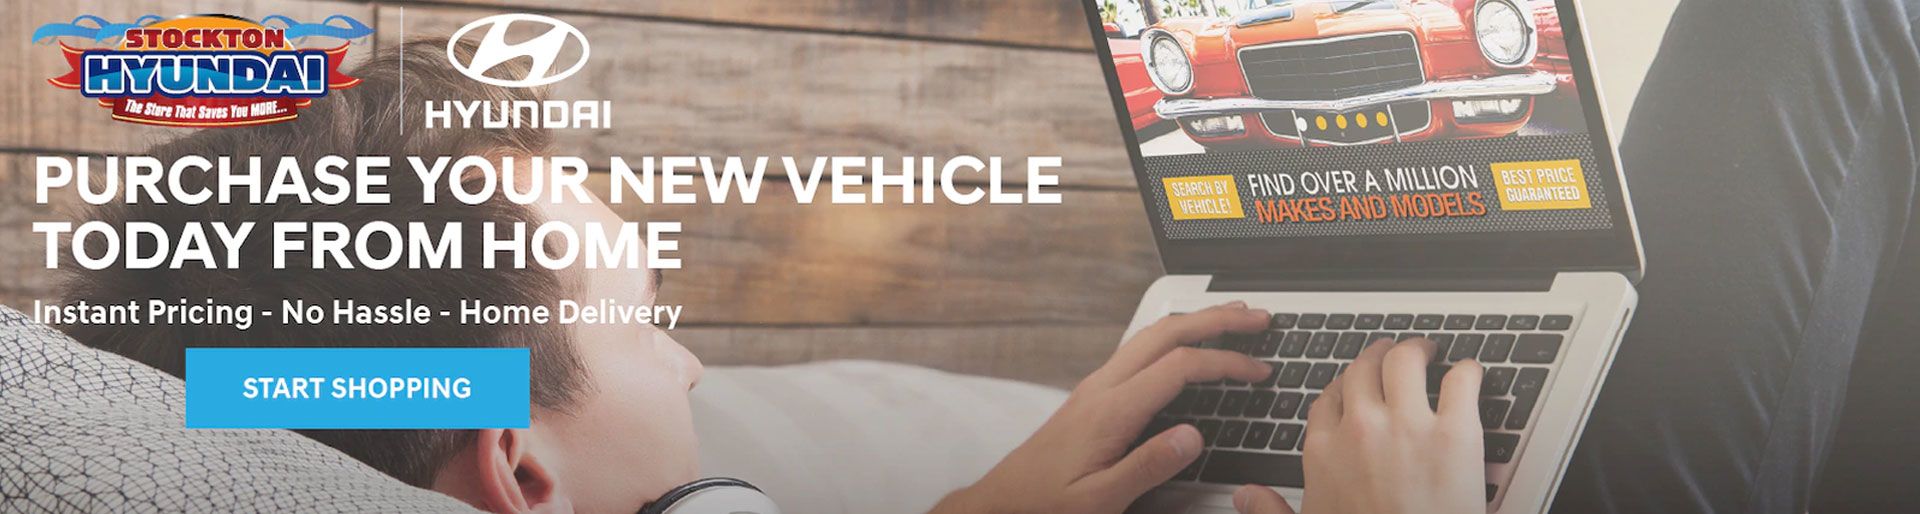 STOCKTON
HYUNDAI
The Store That Saves You MORE...
HYUNDAI
PURCHASE YOUR NEW VEHICLE
TODAY FROM HOME
Instant Pricing - No Hassle - Home Delivery
START SHOPPING
SEARCH BY
VEHICLE!
FIND OVER A MILLION
MAKES AND MODELS
BEST PRICE
GUARANTEED